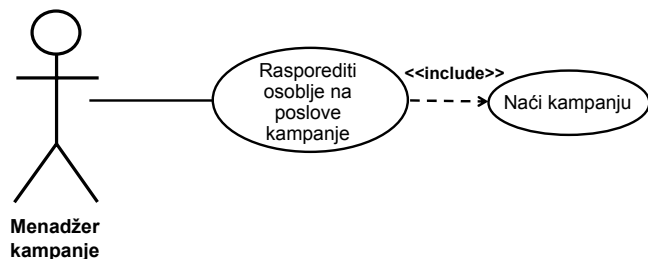 Rasporediti
osoblje na
poslove
kampanje
<<include>>
Naći kampanju
Menadžer
kampanje